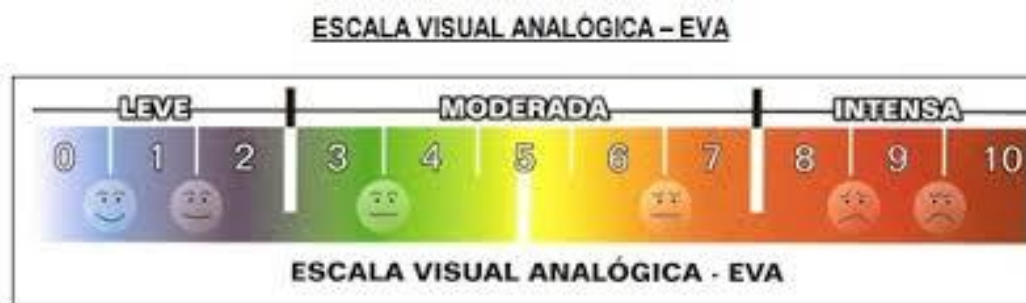 ESCALA VISUAL ANALÓGICA – EVA
LEVE MODERADA INTENSA
0 1 2 3 4 5 6 7 8 9 10
ESCALA VISUAL ANALÓGICA - EVA